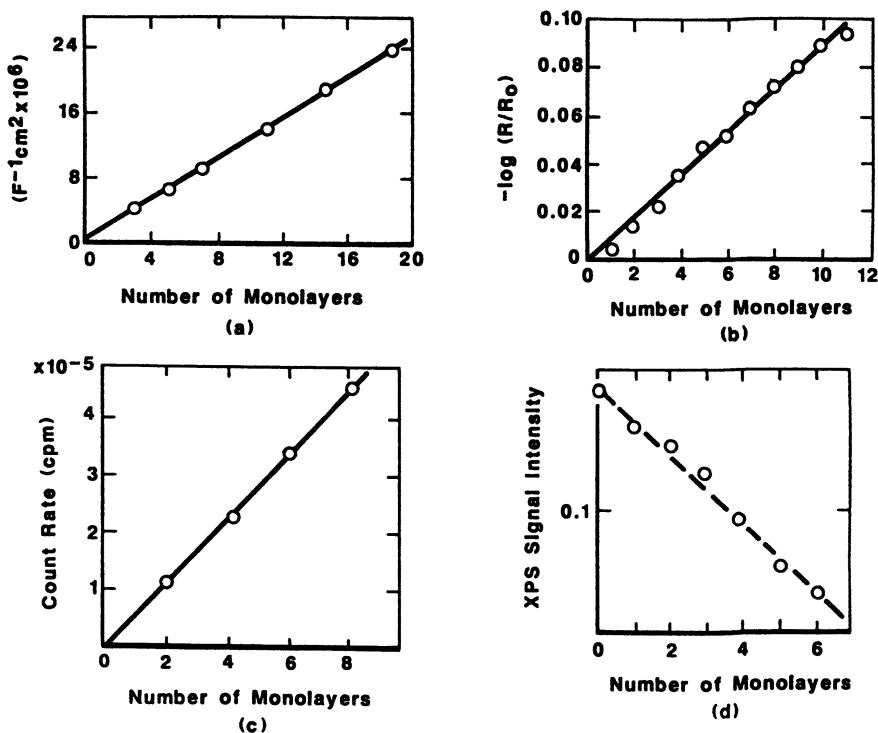 (F⁻¹cm²x10⁶)
24
16
8
0
0 4 8 12 16 20
Number of Monolayers
(a)
-log (R/R₀)
0.10
0.08
0.06
0.04
0.02
0
0 2 4 6 8 10 12
Number of Monolayers
(b)
x10⁻⁵
Count Rate (cpm)
4
3
2
1
0 2 4 6 8
Number of Monolayers
(c)
XPS Signal Intensity
0.1
0 2 4 6
Number of Monolayers
(d)